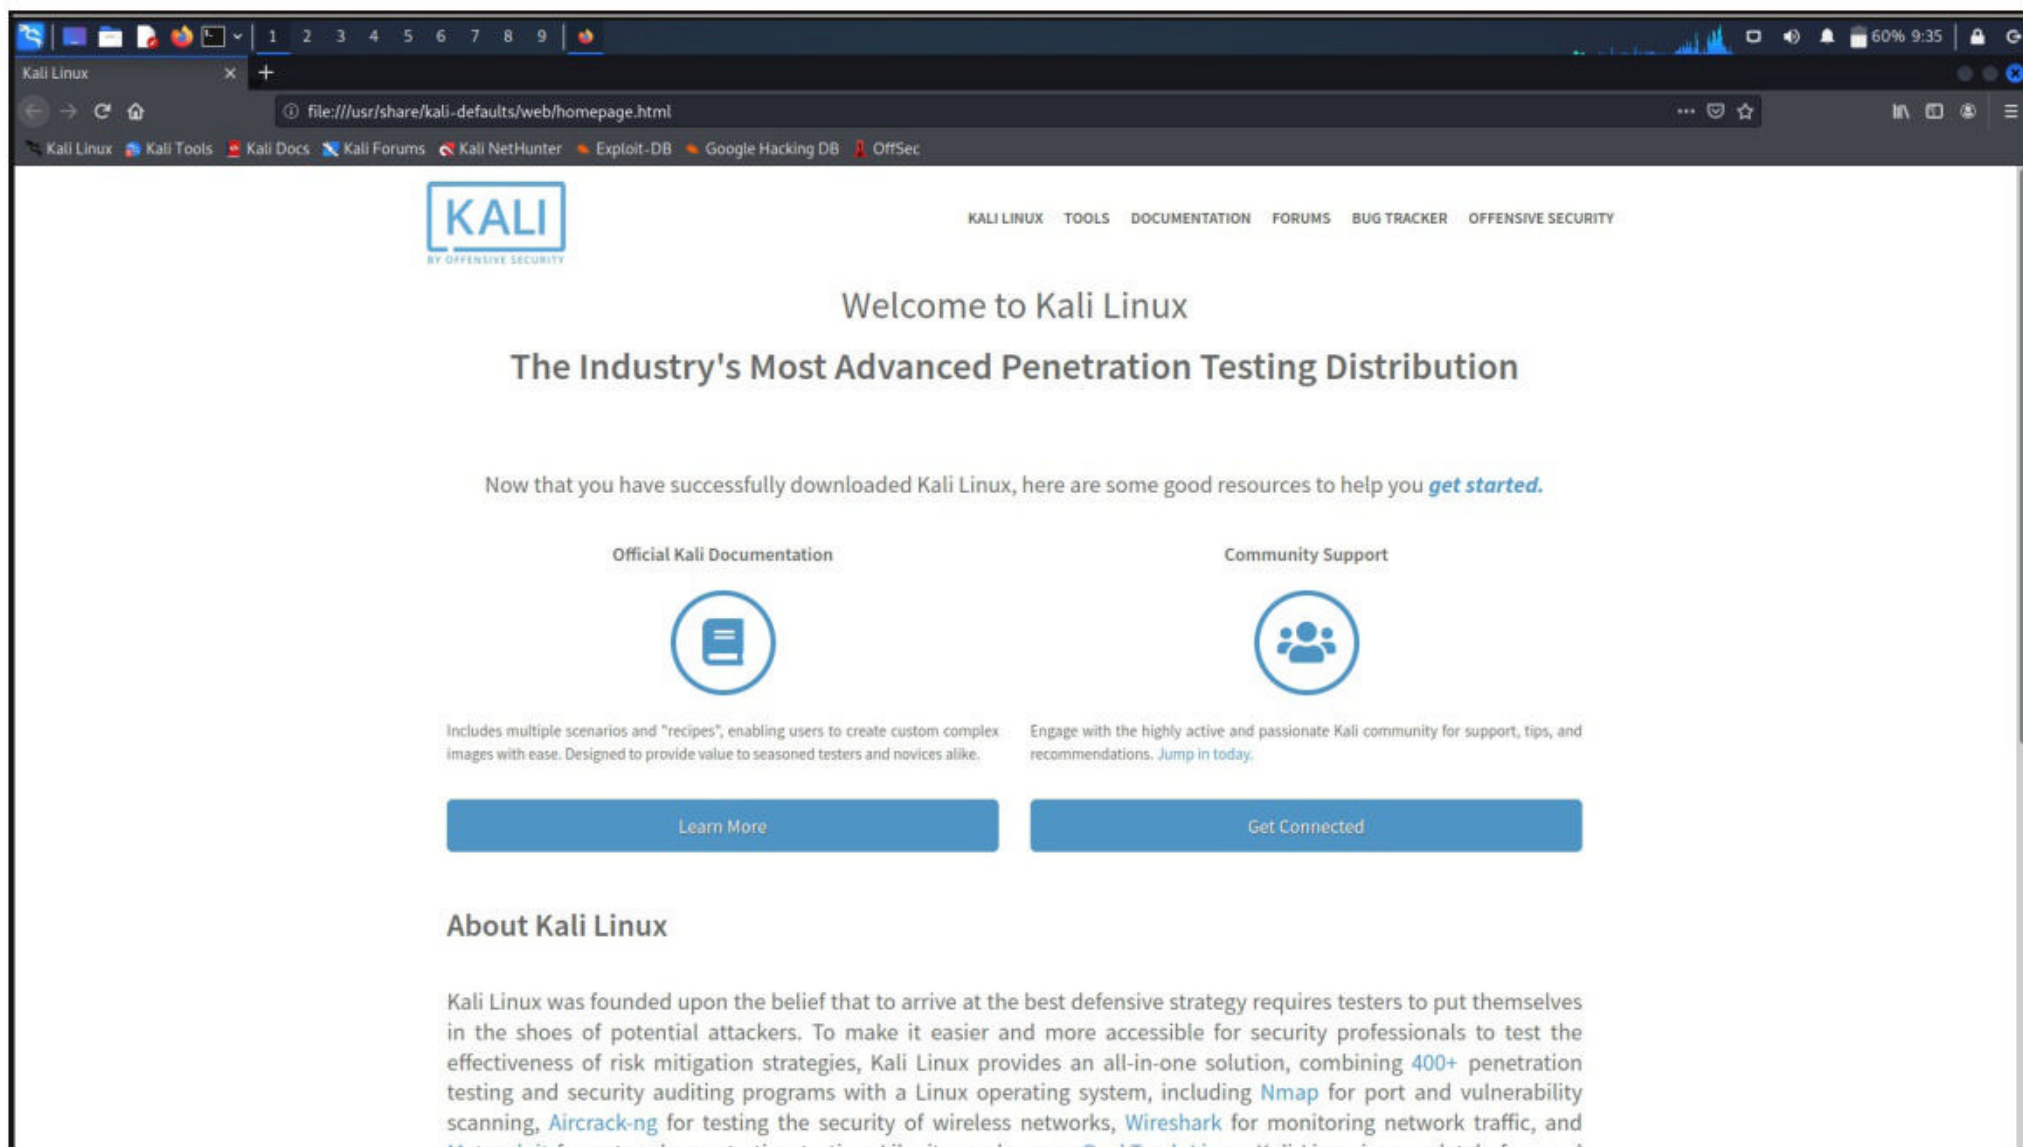 1 2 3 4 5 6 7 8 9
60% 9:35
Kali Linux
file:///usr/share/kali-defaults/web/homepage.html
Kali Linux Kali Tools Kali Docs Kali Forums Kali NetHunter Exploit-DB Google Hacking DB OffSec
KALI
BY OFFENSIVE SECURITY
KALI LINUX TOOLS DOCUMENTATION FORUMS BUG TRACKER OFFENSIVE SECURITY
Welcome to Kali Linux
The Industry's Most Advanced Penetration Testing Distribution
Now that you have successfully downloaded Kali Linux, here are some good resources to help you get started.
Official Kali Documentation
Includes multiple scenarios and "recipes", enabling users to create custom complex
images with ease. Designed to provide value to seasoned testers and novices alike.
Learn More
Community Support
Engage with the highly active and passionate Kali community for support, tips, and
recommendations. Jump in today.
Get Connected
About Kali Linux
Kali Linux was founded upon the belief that to arrive at the best defensive strategy requires testers to put themselves
in the shoes of potential attackers. To make it easier and more accessible for security professionals to test the
effectiveness of risk mitigation strategies, Kali Linux provides an all-in-one solution, combining 400+ penetration
testing and security auditing programs with a Linux operating system, including Nmap for port and vulnerability
scanning, Aircrack-ng for testing the security of wireless networks, Wireshark for monitoring network traffic, and